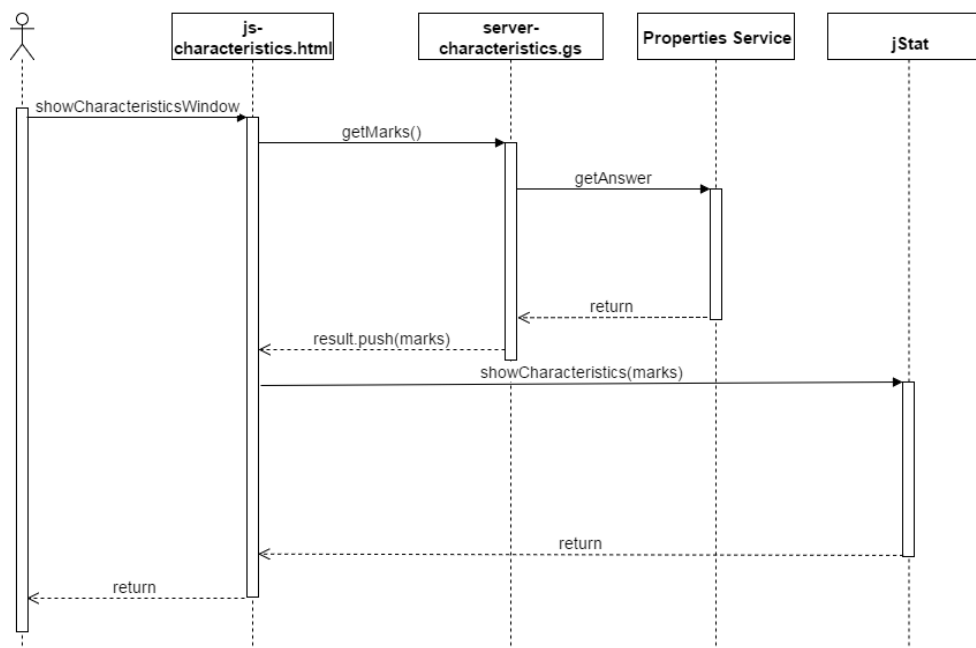 js-
characteristics.html
server-
characteristics.gs
Properties Service
jStat
showCharacteristicsWindow
getMarks()
getAnswer
return
result.push(marks)
showCharacteristics(marks)
return
return